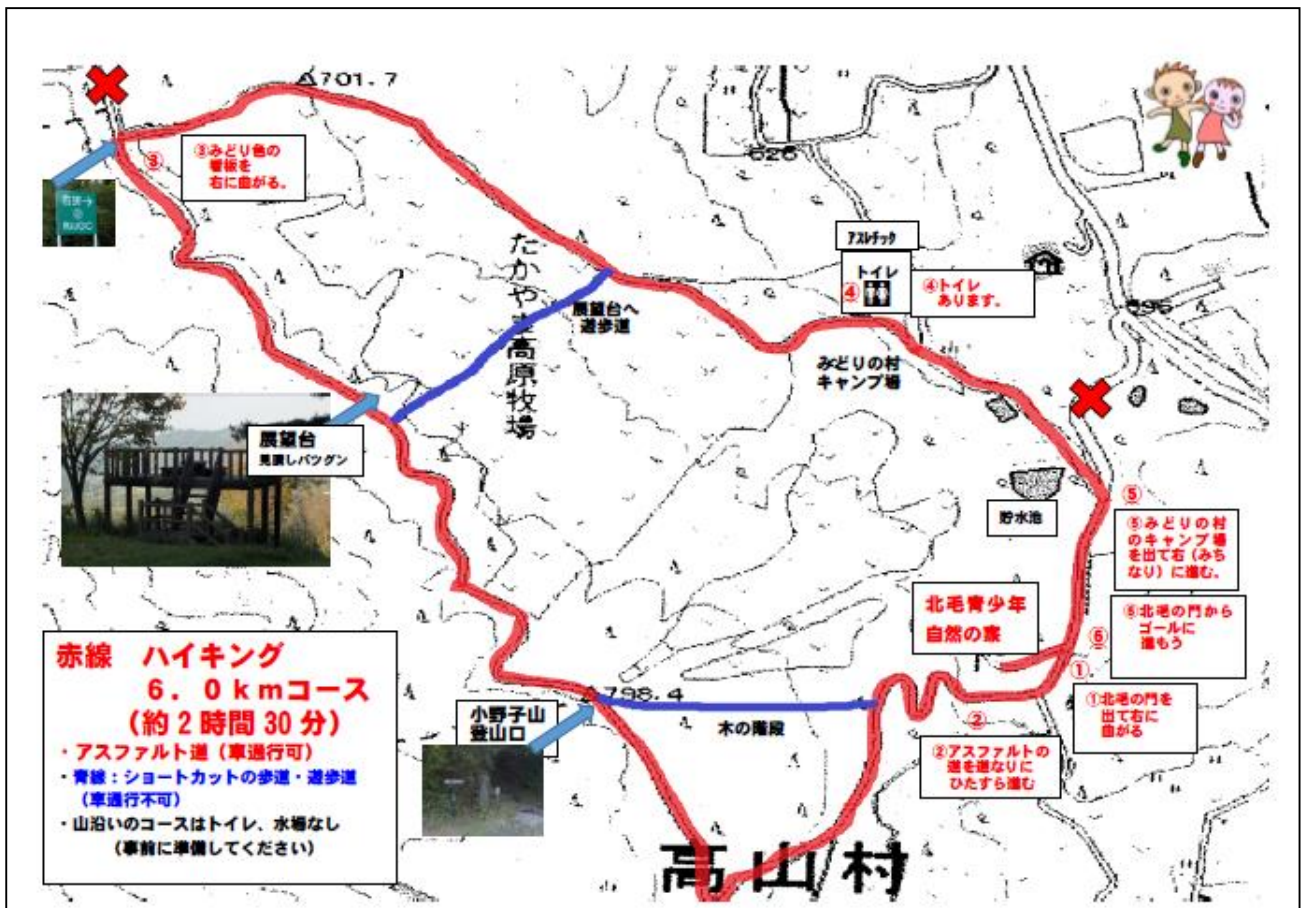 701.7
③
③みどり色の
看板を
右に曲がる。
626
アスレチック
トイレ
④
④トイレ
あります。
595
たかやま高原牧場
展望台へ
遊歩道
みどりの村
キャンプ場
展望台
見晴しバツグン
貯水池
⑤
⑤みどりの村
のキャンプ場
を出て右(みち
なり)に進む。
北毛青少年
自然の家
⑥
⑥北毛の門から
ゴールに
進もう
①
①北毛の門を
出て右に
曲がる
②
②アスファルトの
道を道なりに
ひたすら進む
798.4
小野子山
登山口
木の階段
赤線 ハイキング
6.0kmコース
(約2時間30分)
・アスファルト道(車通行可)
・青線:ショートカットの歩道・遊歩道
(車通行不可)
・山沿いのコースはトイレ、水場なし
(事前に準備してください)
高山村